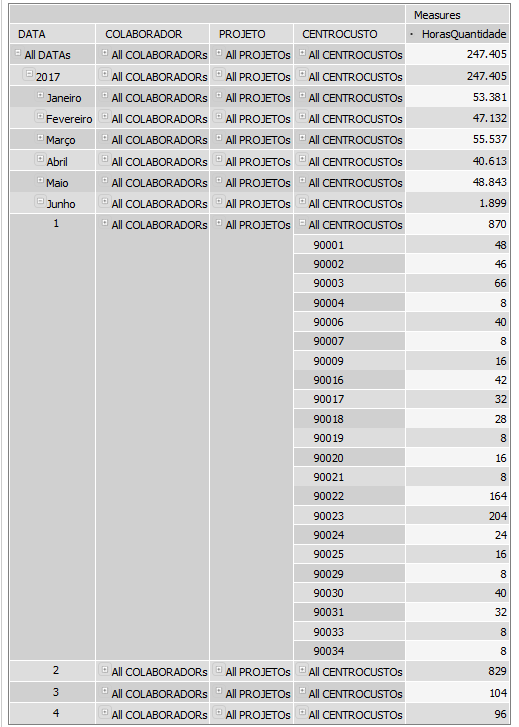 Measures
DATA COLABORADOR PROJETO CENTROCUSTO HorasQuantidade
All DATAs All COLABORADORs All PROJETOs All CENTROCUSTOs 247.405
2017 All COLABORADORs All PROJETOs All CENTROCUSTOs 247.405
Janeiro All COLABORADORs All PROJETOs All CENTROCUSTOs 53.381
Fevereiro All COLABORADORs All PROJETOs All CENTROCUSTOs 47.132
Março All COLABORADORs All PROJETOs All CENTROCUSTOs 55.537
Abril All COLABORADORs All PROJETOs All CENTROCUSTOs 40.613
Maio All COLABORADORs All PROJETOs All CENTROCUSTOs 48.843
Junho All COLABORADORs All PROJETOs All CENTROCUSTOs 1.899
1 All COLABORADORs All PROJETOs All CENTROCUSTOs 870
90001 48
90002 46
90003 66
90004 8
90006 40
90007 8
90009 16
90016 42
90017 32
90018 28
90019 8
90020 16
90021 8
90022 164
90023 204
90024 24
90025 16
90029 8
90030 40
90031 32
90033 8
90034 8
2 All COLABORADORs All PROJETOs All CENTROCUSTOs 829
3 All COLABORADORs All PROJETOs All CENTROCUSTOs 104
4 All COLABORADORs All PROJETOs All CENTROCUSTOs 96